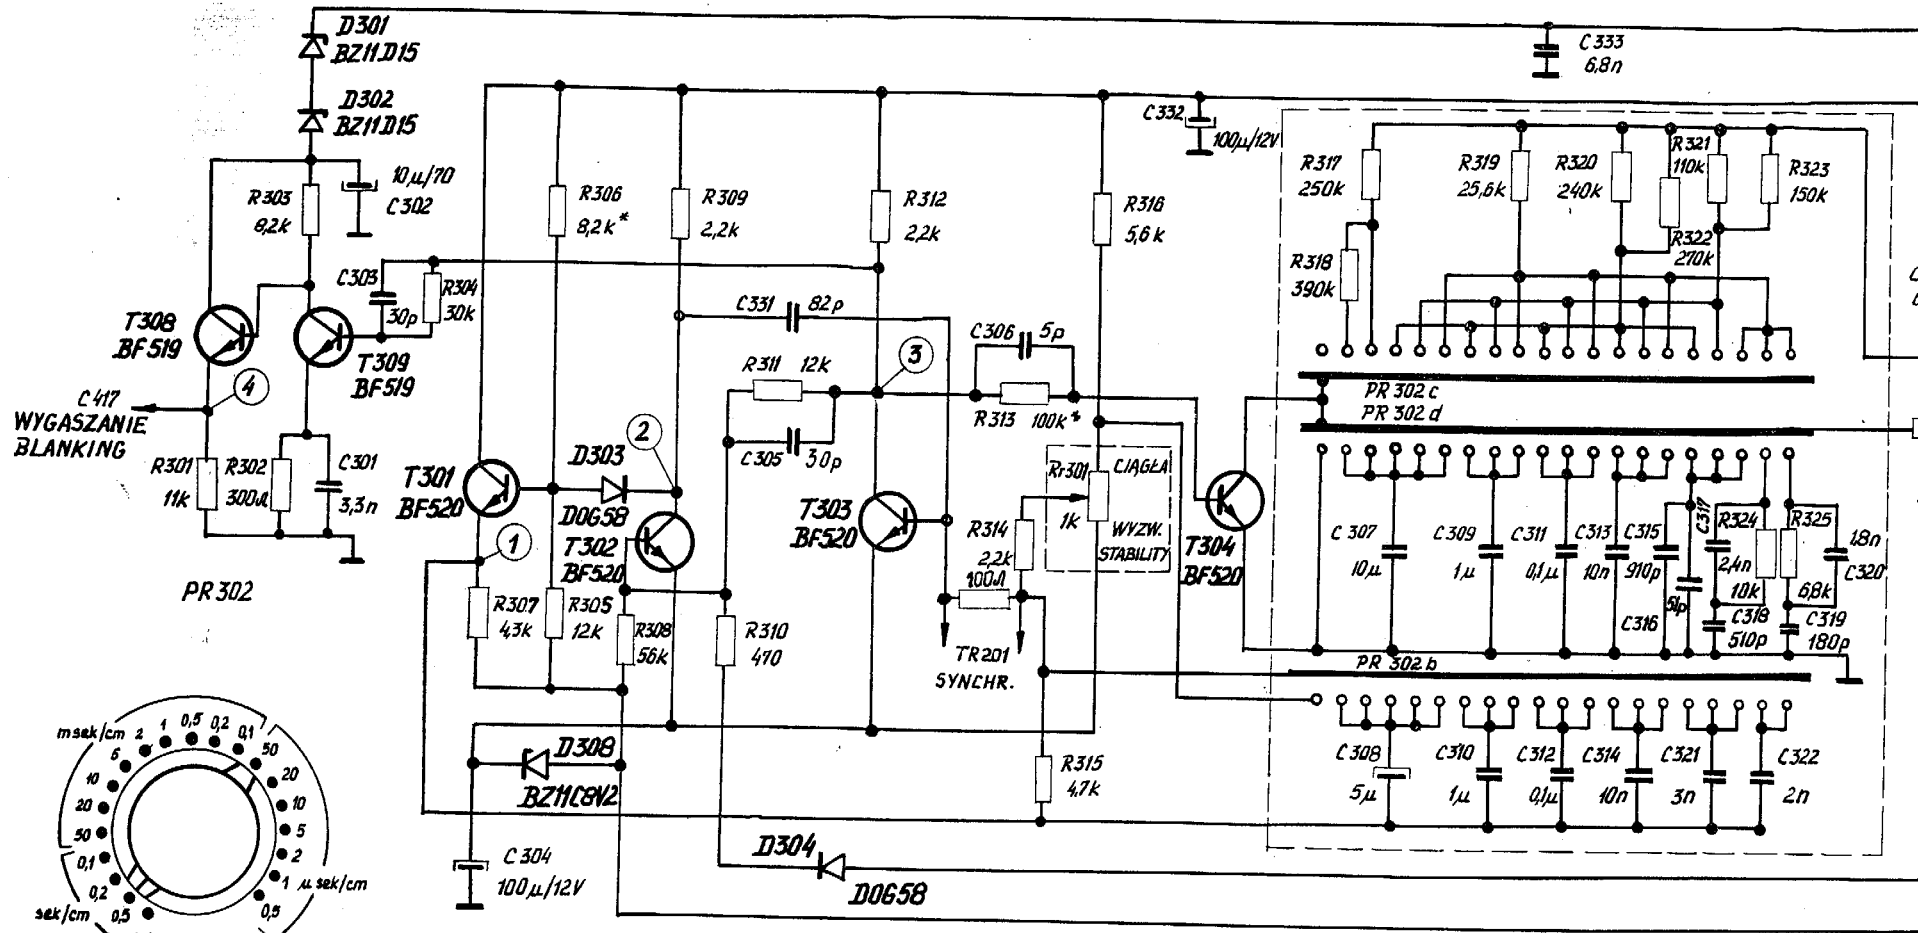 D301
BZ11D15
D302
BZ11D15
C333
6,8n
10µ/70
C302
R303
8,2k
R306
8,2k*
R309
2,2k
R312
2,2k
R316
5,6k
C332
100µ/12V
R317
250k
R318
390k
R319
25,6k
R320
240k
R321
110k
R322
270k
R323
150k
C303
30p
R304
30k
T308
BF519
T309
BF519
C331
82p
C306
5p
R311
12k
3
R313
100k*
C305
30p
4
C417
WYGASZANIE
BLANKING
R301
11k
R302
300Ω
C301
3,3n
PR302
T301
BF520
D303
DOG58
2
T302
BF520
1
T303
BF520
R314
2,2k
100Ω
Rr301
1k
CIĄGŁA
WYZW.
STABILITY
T304
BF520
PR 302c
PR 302d
C307
10µ
C309
1µ
C311
0,1µ
C313
10n
C315
910p
C316
51p
C317
2,4n
R324
10k
C318
510p
R325
6,8k
C319
180p
1,8n
C320
R307
4,3k
R305
12k
R308
56k
R310
470
TR201
SYNCHR.
PR 302b
D308
BZ11C8V2
R315
4,7k
C308
5µ
C310
1µ
C312
0,1µ
C314
10n
C321
3n
C322
2n
C304
100µ/12V
D304
DOG58
msek/cm
2
1
0,5
0,2
0,1
50
20
10
5
2
1
µsek/cm
0,5
6
10
20
50
0,1
0,2
0,5
sek/cm